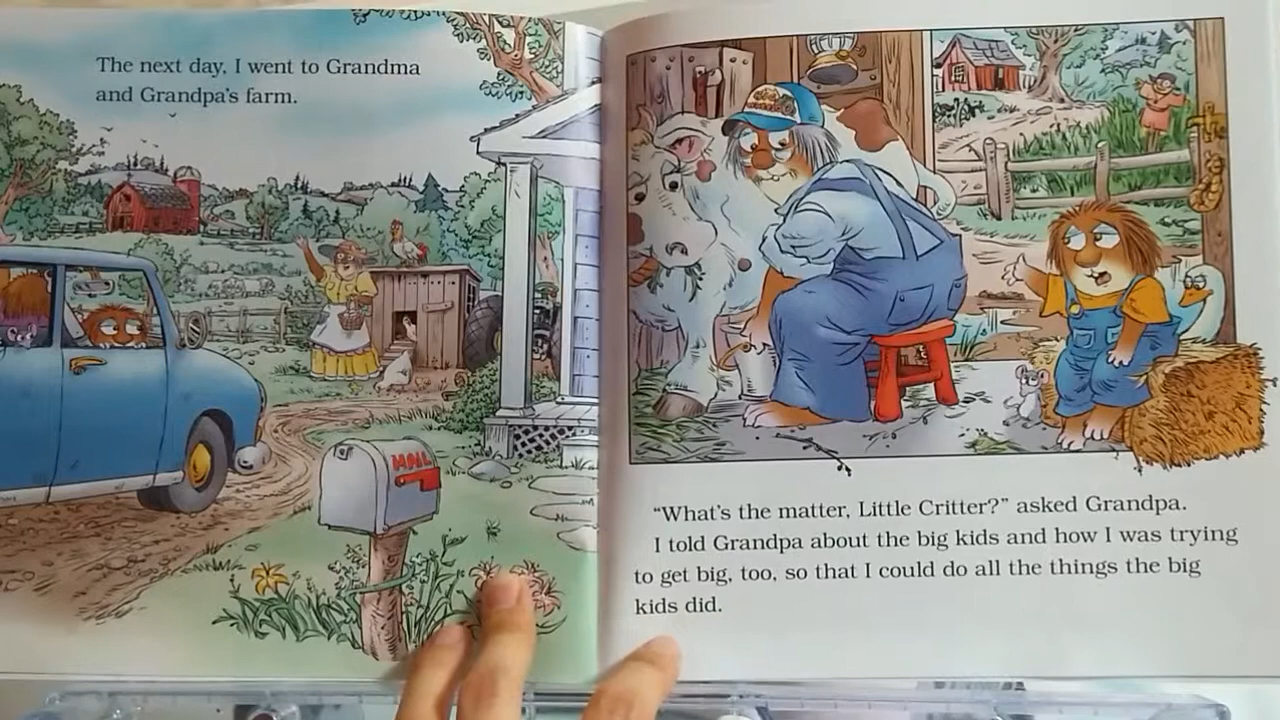 The next day, I went to Grandma
and Grandpa's farm.
MAIL
“What's the matter, Little Critter?” asked Grandpa.
I told Grandpa about the big kids and how I was trying
to get big, too, so that I could do all the things the big
kids did.